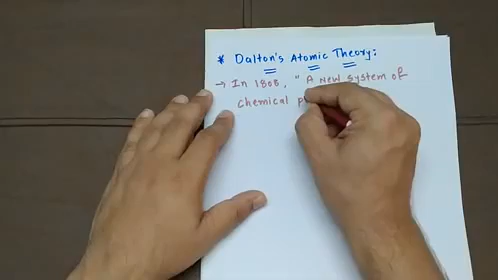 * Dalton's Atomic Theory:
→ In 1808, "A New system of
chemical p